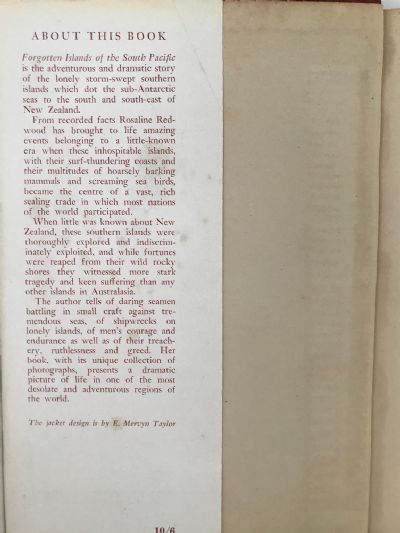 ABOUT THIS BOOK
Forgotten Islands of the South Pacific
is the adventurous and dramatic story
of the lonely storm-swept southern
islands which dot the sub-Antarctic
seas to the south and south-east of
New Zealand.
From recorded facts Rosaline Red-
wood has brought to life amazing
events belonging to a little-known
era when these inhospitable islands,
with their surf-thundering coasts and
their multitudes of hoarsely barking
mammals and screaming sea birds,
became the centre of a vast, rich
sealing trade in which most nations
of the world participated.
When little was known about New
Zealand, these southern islands were
thoroughly explored and indiscrim-
inately exploited, and while fortunes
were reaped from their wild rocky
shores they witnessed more stark
tragedy and keen suffering than any
other islands in Australasia.
The author tells of daring seamen
battling in small craft against tre-
mendous seas, of shipwrecks on
lonely islands, of men's courage and
endurance as well as of their treach-
ery, ruthlessness and greed. Her
book, with its unique collection of
photographs, presents a dramatic
picture of life in one of the most
desolate and adventurous regions of
the world.
The jacket design is by E. Mervyn Taylor
10/6